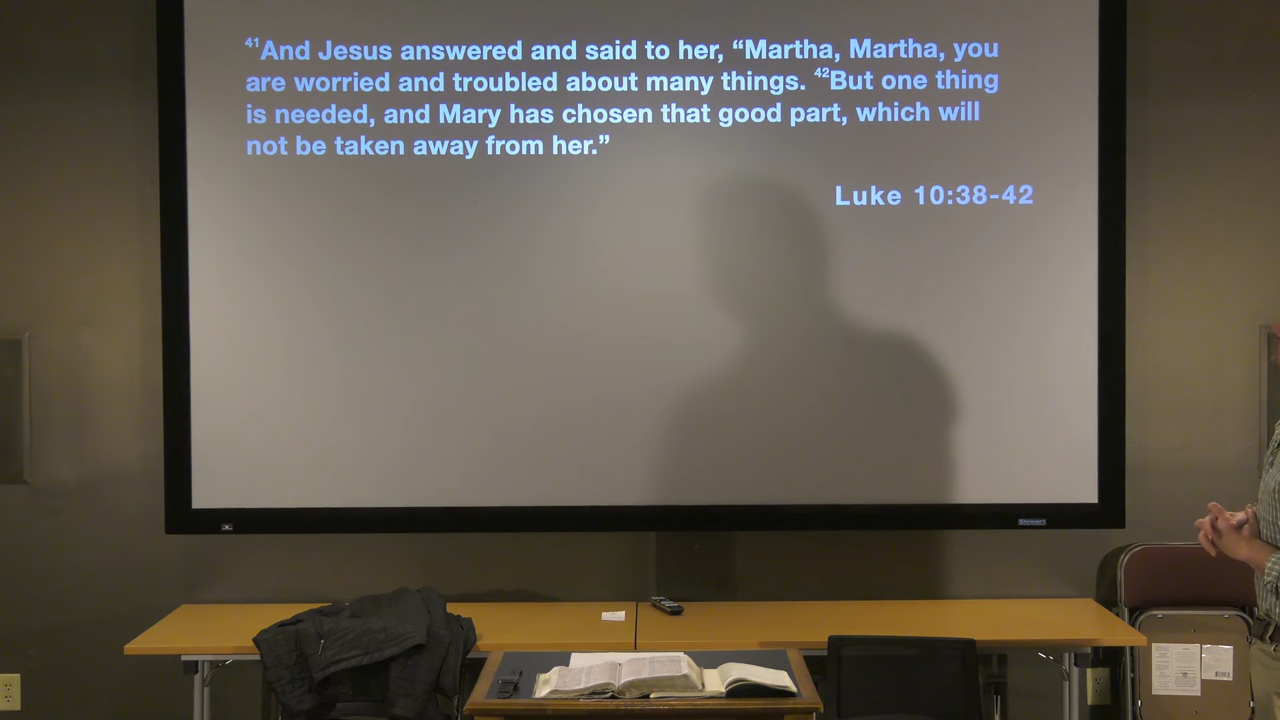 ⁴¹And Jesus answered and said to her, “Martha, Martha, you
are worried and troubled about many things. ⁴²But one thing
is needed, and Mary has chosen that good part, which will
not be taken away from her.”
Luke 10:38-42
Stewart